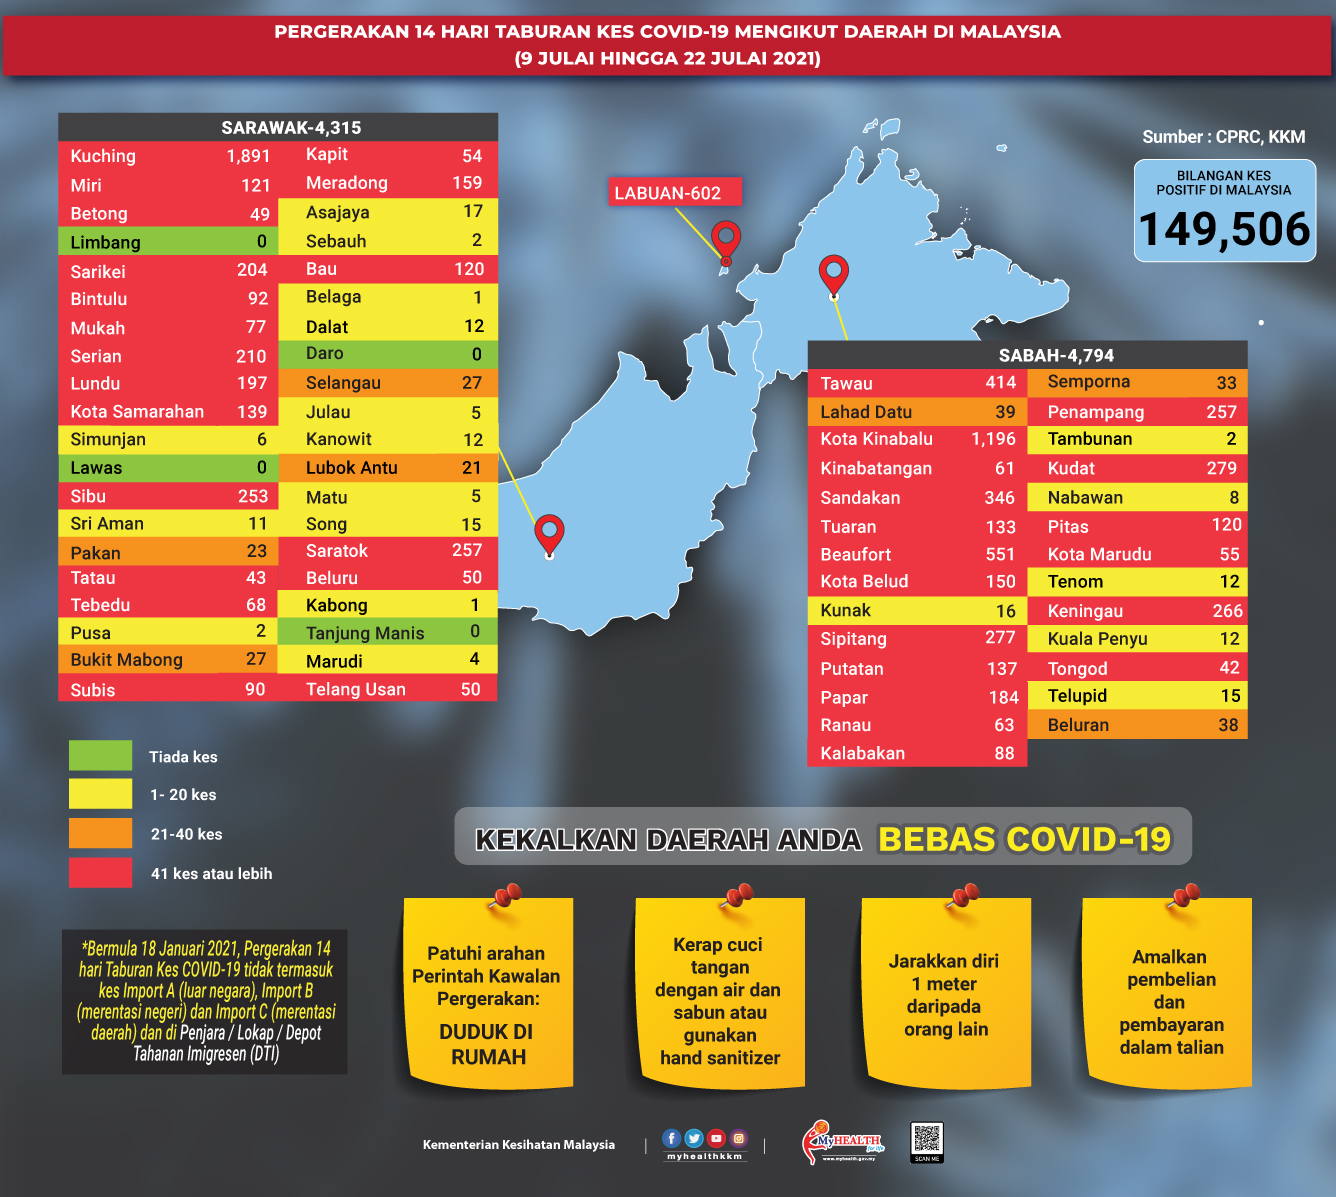 PERGERAKAN 14 HARI TABURAN KES COVID-19 MENGIKUT DAERAH DI MALAYSIA
(9 JULAI HINGGA 22 JULAI 2021)
Sumber : CPRC, KKM
BILANGAN KES
POSITIF DI MALAYSIA
149,506
LABUAN-602
SARAWAK-4,315
Kuching 1,891 Kapit 54
Miri 121 Meradong 159
Betong 49 Asajaya 17
Limbang 0 Sebauh 2
Sarikei 204 Bau 120
Bintulu 92 Belaga 1
Mukah 77 Dalat 12
Serian 210 Daro 0
Lundu 197 Selangau 27
Kota Samarahan 139 Julau 5
Simunjan 6 Kanowit 12
Lawas 0 Lubok Antu 21
Sibu 253 Matu 5
Sri Aman 11 Song 15
Pakan 23 Saratok 257
Tatau 43 Beluru 50
Tebedu 68 Kabong 1
Pusa 2 Tanjung Manis 0
Bukit Mabong 27 Marudi 4
Subis 90 Telang Usan 50
SABAH-4,794
Tawau 414 Semporna 33
Lahad Datu 39 Penampang 257
Kota Kinabalu 1,196 Tambunan 2
Kinabatangan 61 Kudat 279
Sandakan 346 Nabawan 8
Tuaran 133 Pitas 120
Beaufort 551 Kota Marudu 55
Kota Belud 150 Tenom 12
Kunak 16 Keningau 266
Sipitang 277 Kuala Penyu 12
Putatan 137 Tongod 42
Papar 184 Telupid 15
Ranau 63 Beluran 38
Kalabakan 88
Tiada kes
1- 20 kes
21-40 kes
41 kes atau lebih
KEKALKAN DAERAH ANDA BEBAS COVID-19
*Bermula 18 Januari 2021, Pergerakan 14
hari Taburan Kes COVID-19 tidak termasuk
kes Import A (luar negara), Import B
(merentasi negeri) dan Import C (merentasi
daerah) dan di Penjara / Lokap / Depot
Tahanan Imigresen (DTI)
Patuhi arahan
Perintah Kawalan
Pergerakan:
DUDUK DI
RUMAH
Kerap cuci
tangan
dengan air dan
sabun atau
gunakan
hand sanitizer
Jarakkan diri
1 meter
daripada
orang lain
Amalkan
pembelian
dan
pembayaran
dalam talian
Kementerian Kesihatan Malaysia
myhealthkkm
MyHEALTH
for life
www.myhealth.gov.my
SCAN ME